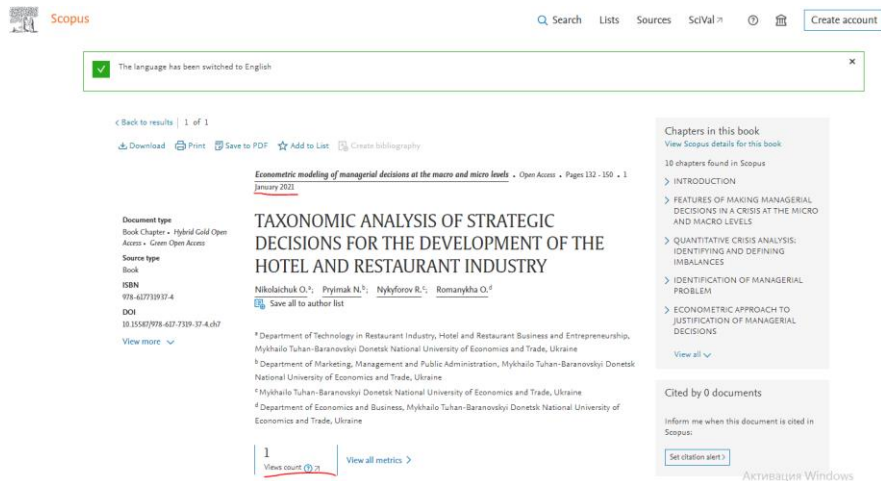 Scopus
Search Lists Sources SciVal Create account
The language has been switched to English
Back to results | 1 of 1
Download Print Save to PDF Add to List Create bibliography
Econometric modeling of managerial decisions at the macro and micro levels • Open Access • Pages 132 - 150 • 1
January 2021
Document type
Book Chapter • Hybrid Gold Open
Access • Green Open Access
Source type
Book
ISBN
978-617731937-4
DOI
10.15587/978-617-7319-37-4.ch7
View more
TAXONOMIC ANALYSIS OF STRATEGIC
DECISIONS FOR THE DEVELOPMENT OF THE
HOTEL AND RESTAURANT INDUSTRY
Nikolaichuk O.ᵃ; Pryimak N.ᵇ; Nykyforov R.ᶜ; Romanykha O.ᵈ
Save all to author list
ᵃ Department of Technology in Restaurant Industry, Hotel and Restaurant Business and Entrepreneurship,
Mykhailo Tuhan-Baranovskyi Donetsk National University of Economics and Trade, Ukraine
ᵇ Department of Marketing, Management and Public Administration, Mykhailo Tuhan-Baranovskyi Donetsk
National University of Economics and Trade, Ukraine
ᶜ Mykhailo Tuhan-Baranovskyi Donetsk National University of Economics and Trade, Ukraine
ᵈ Department of Economics and Business, Mykhailo Tuhan-Baranovskyi Donetsk National University of
Economics and Trade, Ukraine
1
Views count
View all metrics
Chapters in this book
View Scopus details for this book
10 chapters found in Scopus
INTRODUCTION
FEATURES OF MAKING MANAGERIAL
DECISIONS IN A CRISIS AT THE MICRO
AND MACRO LEVELS
QUANTITATIVE CRISIS ANALYSIS:
IDENTIFYING AND DEFINING
IMBALANCES
IDENTIFICATION OF MANAGERIAL
PROBLEM
ECONOMETRIC APPROACH TO
JUSTIFICATION OF MANAGERIAL
DECISIONS
View all
Cited by 0 documents
Inform me when this document is cited in
Scopus:
Set citation alert
Активация Windows